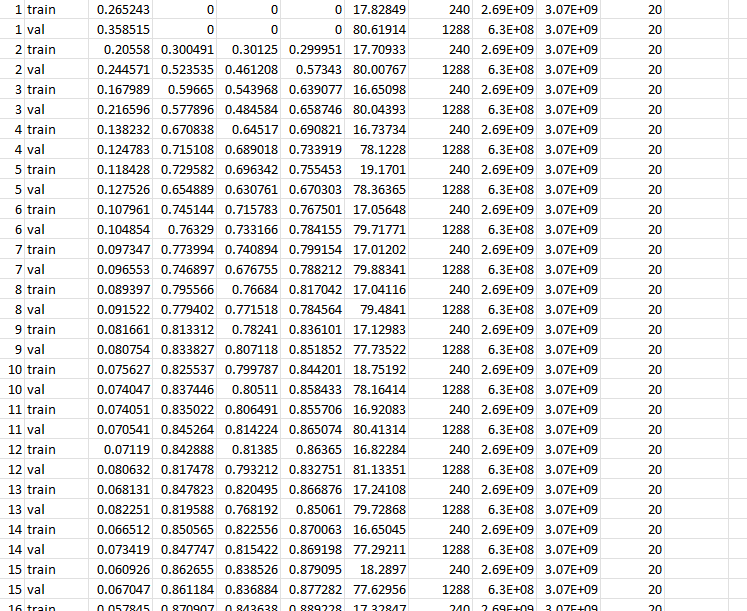 1 train 0.265243 0 0 0 17.82849 240 2.69E+09 3.07E+09 20
1 val 0.358515 0 0 0 80.61914 1288 6.3E+08 3.07E+09 20
2 train 0.20558 0.300491 0.30125 0.299951 17.70933 240 2.69E+09 3.07E+09 20
2 val 0.244571 0.523535 0.461208 0.57343 80.00767 1288 6.3E+08 3.07E+09 20
3 train 0.167989 0.59665 0.543968 0.639077 16.65098 240 2.69E+09 3.07E+09 20
3 val 0.216596 0.577896 0.484584 0.658746 80.04393 1288 6.3E+08 3.07E+09 20
4 train 0.138232 0.670838 0.64517 0.690821 16.73734 240 2.69E+09 3.07E+09 20
4 val 0.124783 0.715108 0.689018 0.733919 78.1228 1288 6.3E+08 3.07E+09 20
5 train 0.118428 0.729582 0.696342 0.755453 19.1701 240 2.69E+09 3.07E+09 20
5 val 0.127526 0.654889 0.630761 0.670303 78.36365 1288 6.3E+08 3.07E+09 20
6 train 0.107961 0.745144 0.715783 0.767501 17.05648 240 2.69E+09 3.07E+09 20
6 val 0.104854 0.76329 0.733166 0.784155 79.71771 1288 6.3E+08 3.07E+09 20
7 train 0.097347 0.773994 0.740894 0.799154 17.01202 240 2.69E+09 3.07E+09 20
7 val 0.096553 0.746897 0.676755 0.788212 79.88341 1288 6.3E+08 3.07E+09 20
8 train 0.089397 0.795566 0.76684 0.817042 17.04116 240 2.69E+09 3.07E+09 20
8 val 0.091522 0.779402 0.771518 0.784564 79.4841 1288 6.3E+08 3.07E+09 20
9 train 0.081661 0.813312 0.78241 0.836101 17.12983 240 2.69E+09 3.07E+09 20
9 val 0.080754 0.833827 0.807118 0.851852 77.73522 1288 6.3E+08 3.07E+09 20
10 train 0.075627 0.825537 0.799787 0.844201 18.75192 240 2.69E+09 3.07E+09 20
10 val 0.074047 0.837446 0.80511 0.858433 78.16414 1288 6.3E+08 3.07E+09 20
11 train 0.074051 0.835022 0.806491 0.855706 16.92083 240 2.69E+09 3.07E+09 20
11 val 0.070541 0.845264 0.814224 0.865074 80.41314 1288 6.3E+08 3.07E+09 20
12 train 0.07119 0.842888 0.81385 0.86365 16.82284 240 2.69E+09 3.07E+09 20
12 val 0.080632 0.817478 0.793212 0.832751 81.13351 1288 6.3E+08 3.07E+09 20
13 train 0.068131 0.847823 0.820495 0.866876 17.24108 240 2.69E+09 3.07E+09 20
13 val 0.082251 0.819588 0.768192 0.85061 79.72868 1288 6.3E+08 3.07E+09 20
14 train 0.066512 0.850565 0.822556 0.870063 16.65045 240 2.69E+09 3.07E+09 20
14 val 0.073419 0.847747 0.815422 0.869198 77.29211 1288 6.3E+08 3.07E+09 20
15 train 0.060926 0.862655 0.838526 0.879095 18.2897 240 2.69E+09 3.07E+09 20
15 val 0.067047 0.861184 0.836884 0.877282 77.62956 1288 6.3E+08 3.07E+09 20
16 train 0.057845 0.870907 0.843638 0.889228 17.32847 240 2.69E+09 3.07E+09 20